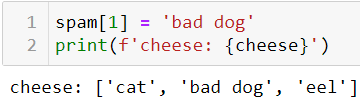 1 spam[1] = 'bad dog'
2 print(f'cheese: {cheese}')
cheese: ['cat', 'bad dog', 'eel']